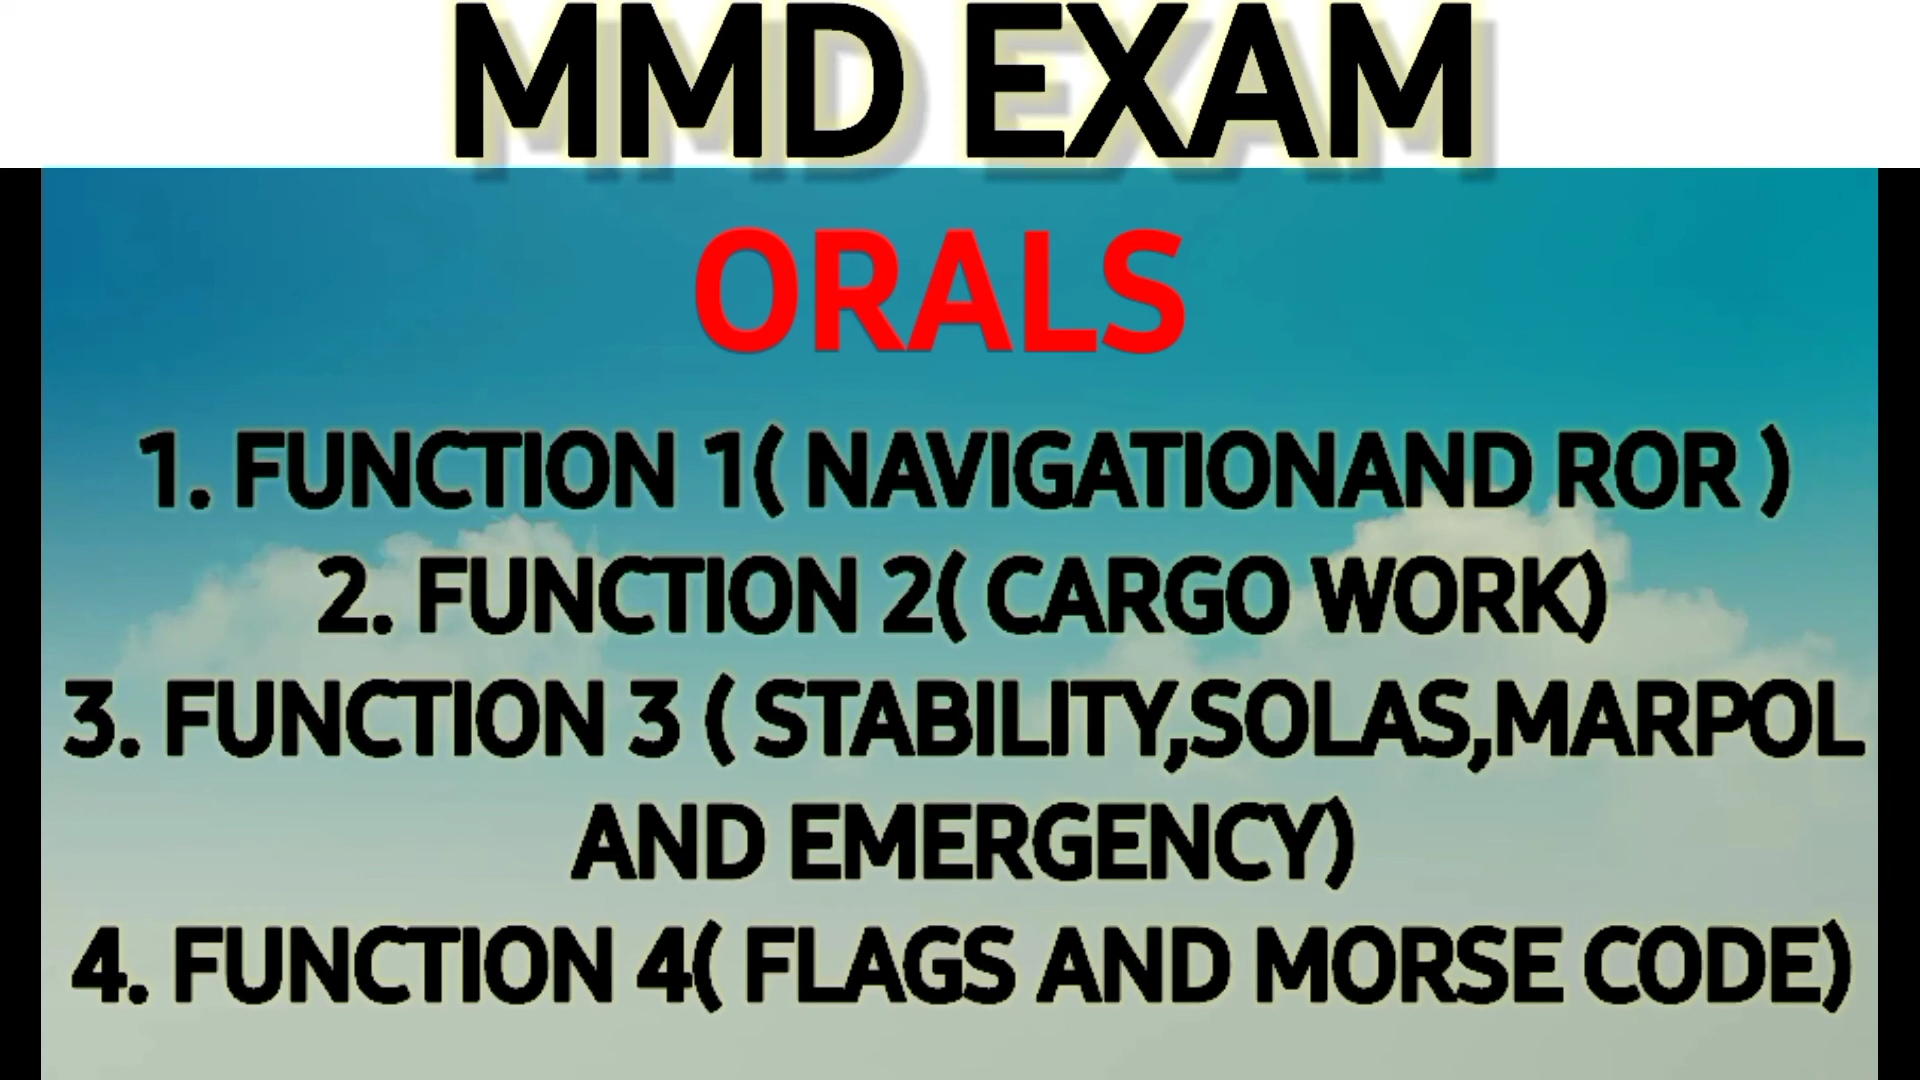 MMD EXAM
ORALS
1. FUNCTION 1( NAVIGATIONAND ROR )
2. FUNCTION 2( CARGO WORK)
3. FUNCTION 3 ( STABILITY,SOLAS,MARPOL
AND EMERGENCY)
4. FUNCTION 4( FLAGS AND MORSE CODE)